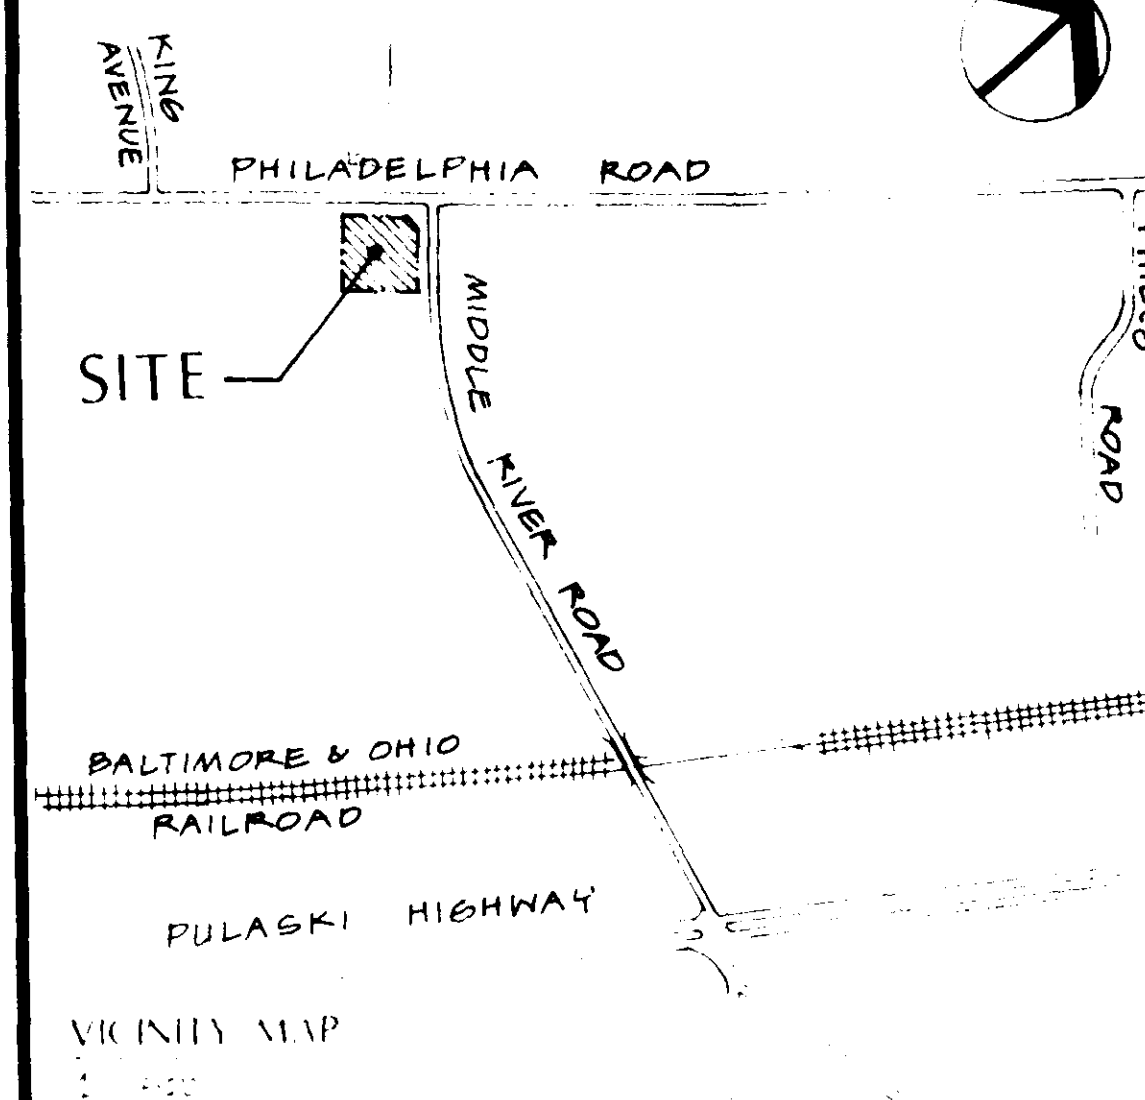 KING
AVENUE
PHILADELPHIA ROAD
SITE
MIDDLE RIVER ROAD
ROAD
BALTIMORE & OHIO
RAILROAD
PULASKI HIGHWAY
VICINITY MAP